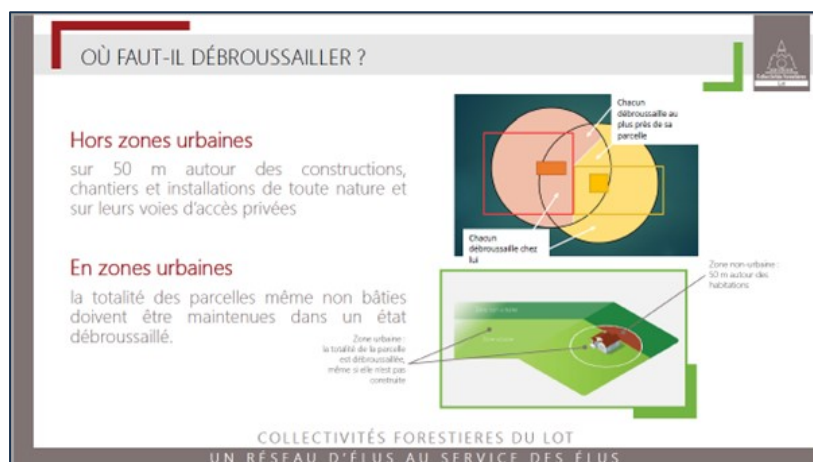 OÙ FAUT-IL DÉBROUSSAILLER ?
Collectivités Forestières
Lot
Hors zones urbaines
sur 50 m autour des constructions,
chantiers et installations de toute nature et
sur leurs voies d'accès privées
Chacun
débroussaille au
plus près de sa
parcelle
Chacun
débroussaille chez
lui
En zones urbaines
la totalité des parcelles même non bâties
doivent être maintenues dans un état
débroussaillé.
Zone urbaine :
la totalité de la parcelle
est débroussaillée,
même si elle n'est pas
construite
Zone non-urbaine :
50 m autour des
habitations
COLLECTIVITÉS FORESTIERES DU LOT
UN RÉSEAU D'ÉLUS AU SERVICE DES ÉLUS